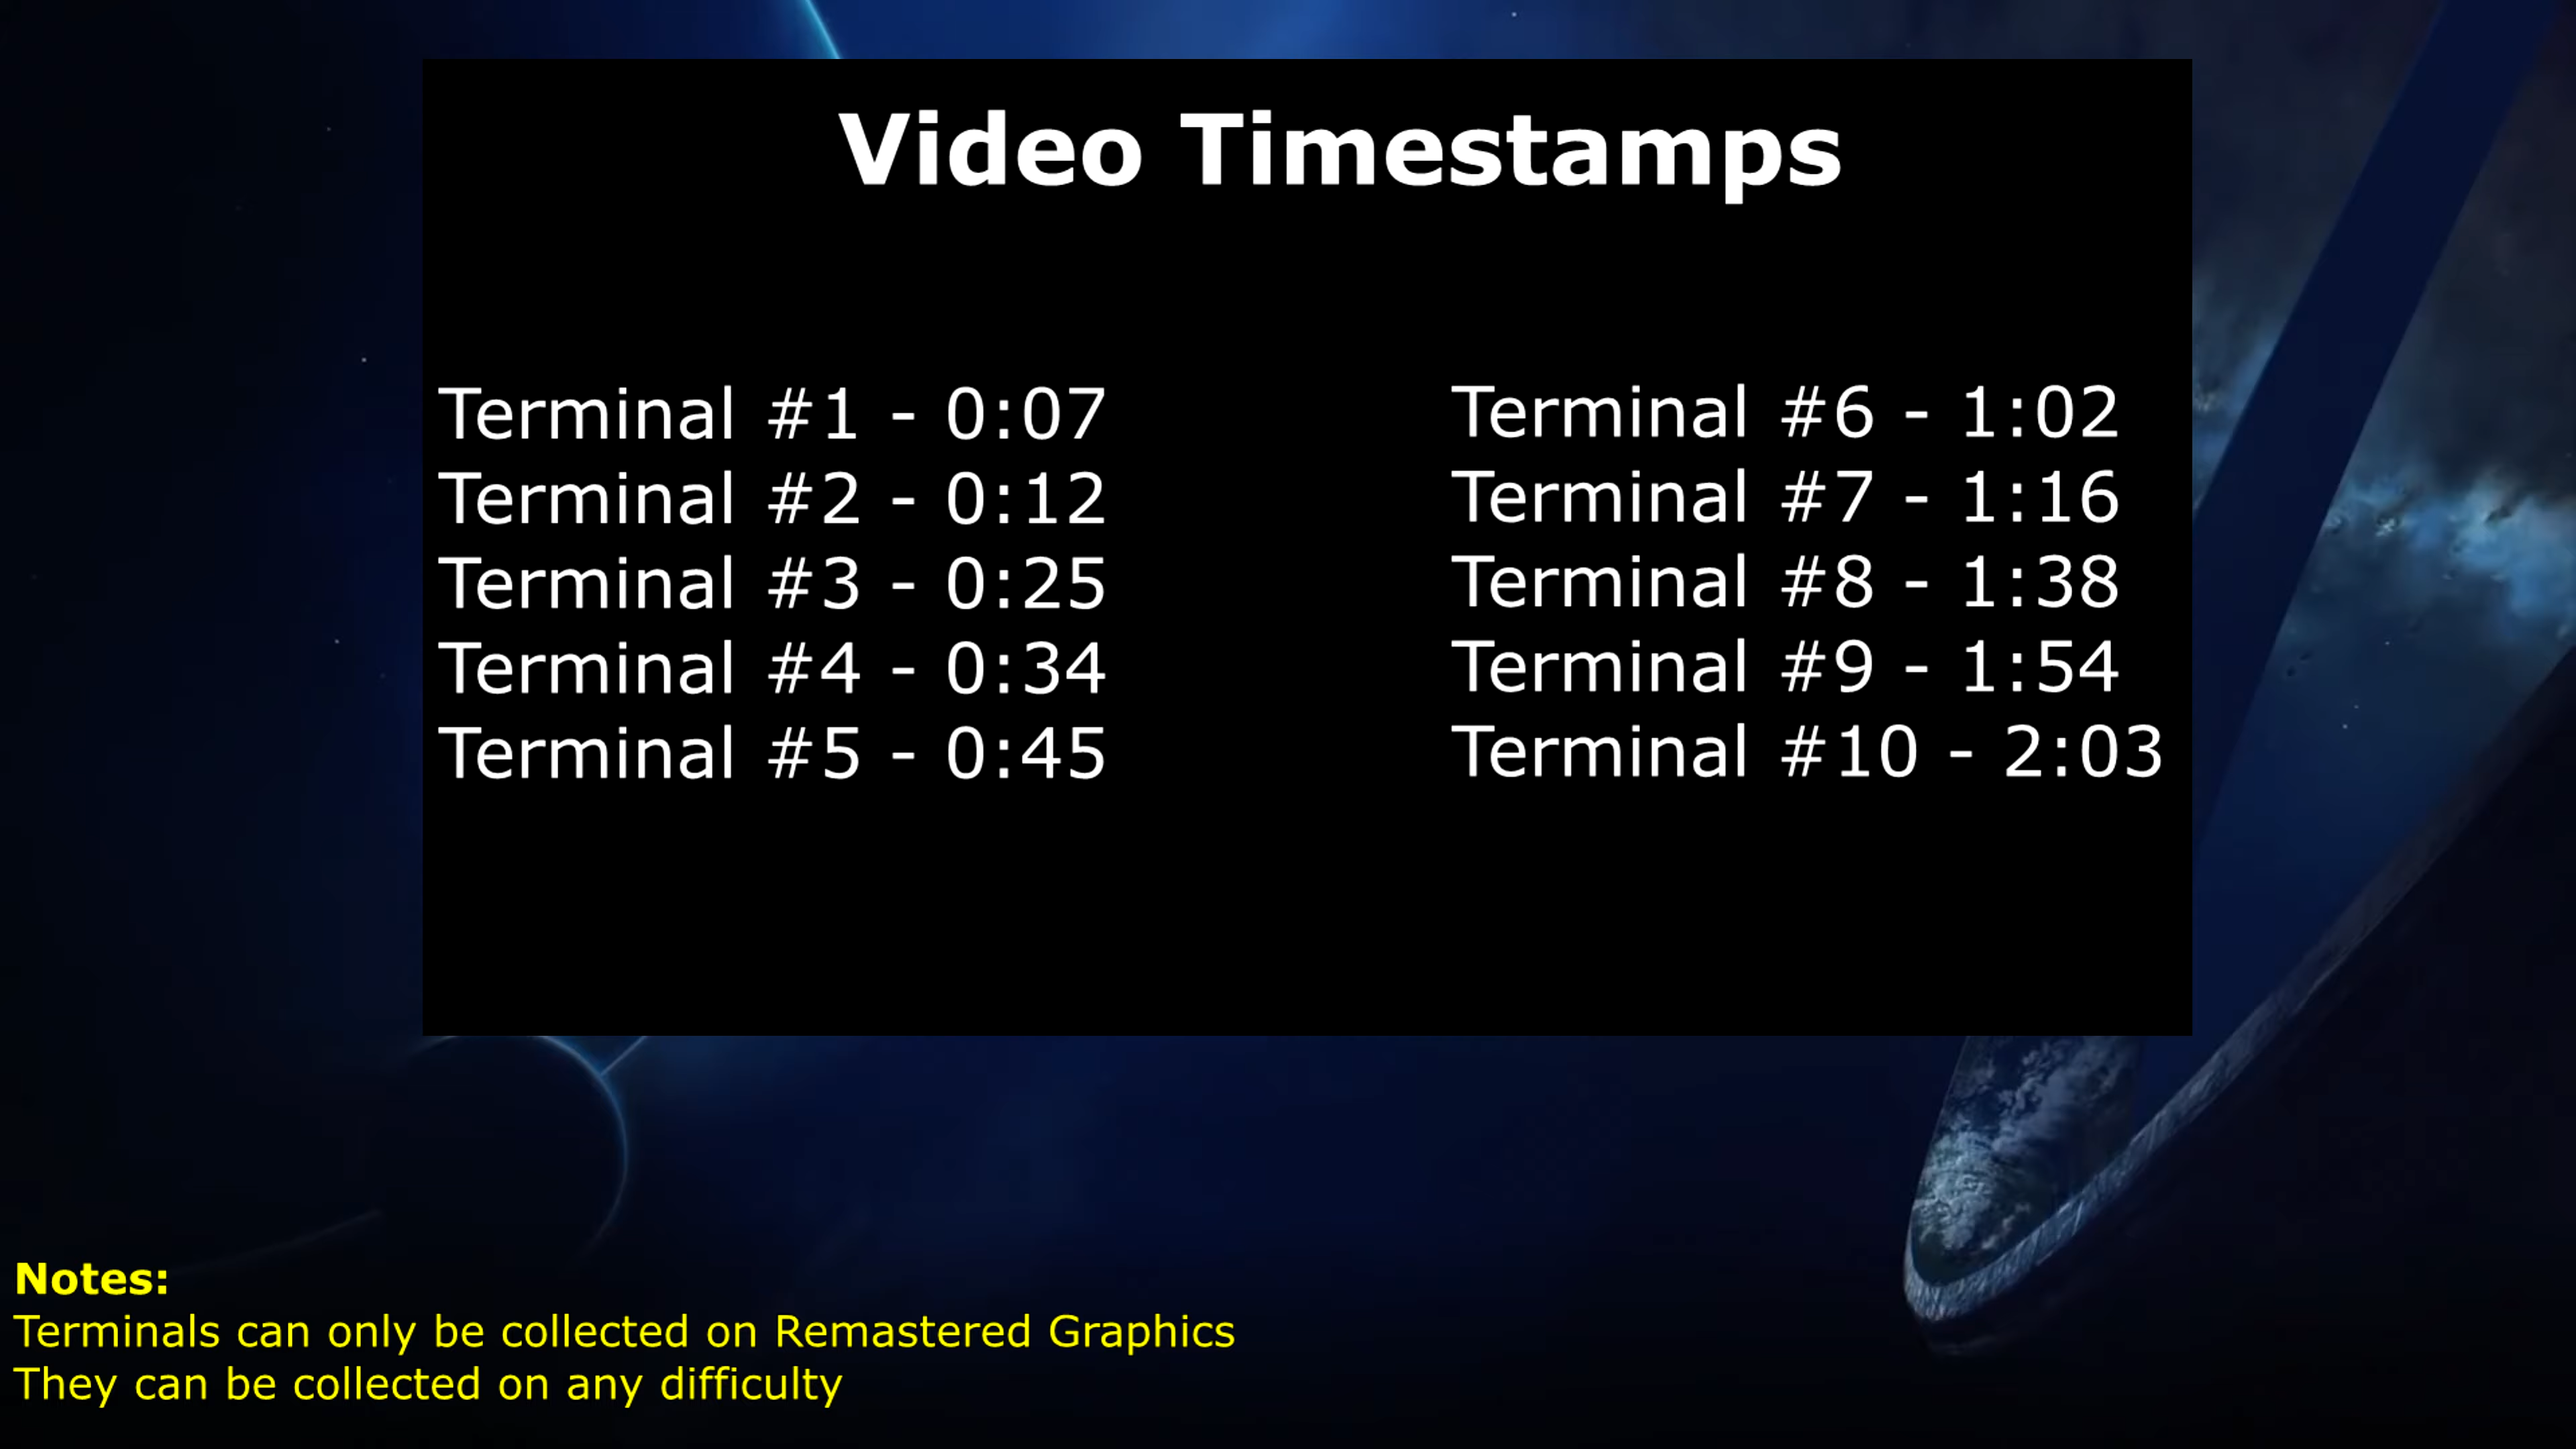 Video Timestamps
Terminal #1 - 0:07
Terminal #2 - 0:12
Terminal #3 - 0:25
Terminal #4 - 0:34
Terminal #5 - 0:45
Terminal #6 - 1:02
Terminal #7 - 1:16
Terminal #8 - 1:38
Terminal #9 - 1:54
Terminal #10 - 2:03
Notes:
Terminals can only be collected on Remastered Graphics
They can be collected on any difficulty